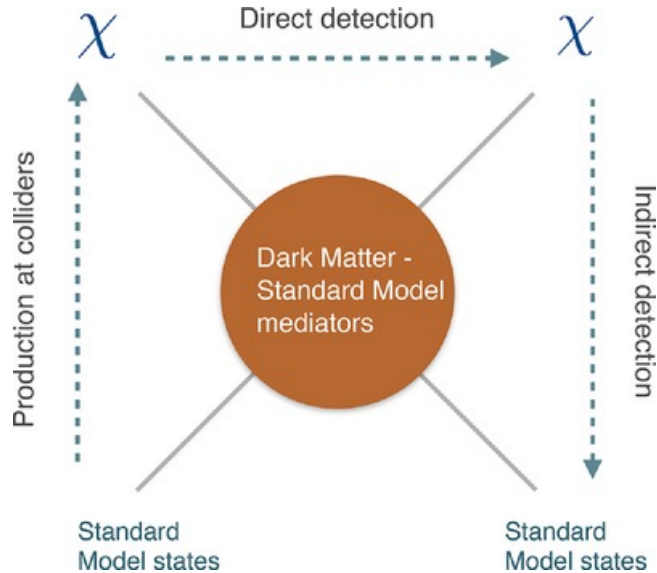 Direct detection
χ
χ
Production at colliders
Dark Matter -
Standard Model
mediators
Indirect detection
Standard
Model states
Standard
Model states